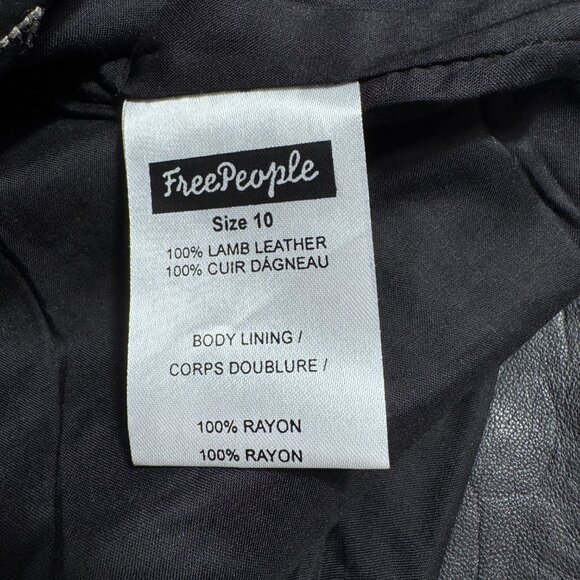 FreePeople
Size 10
100% LAMB LEATHER
100% CUIR DÁGNEAU
BODY LINING /
CORPS DOUBLURE /
100% RAYON
100% RAYON